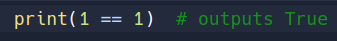 print(1 == 1)  # outputs True